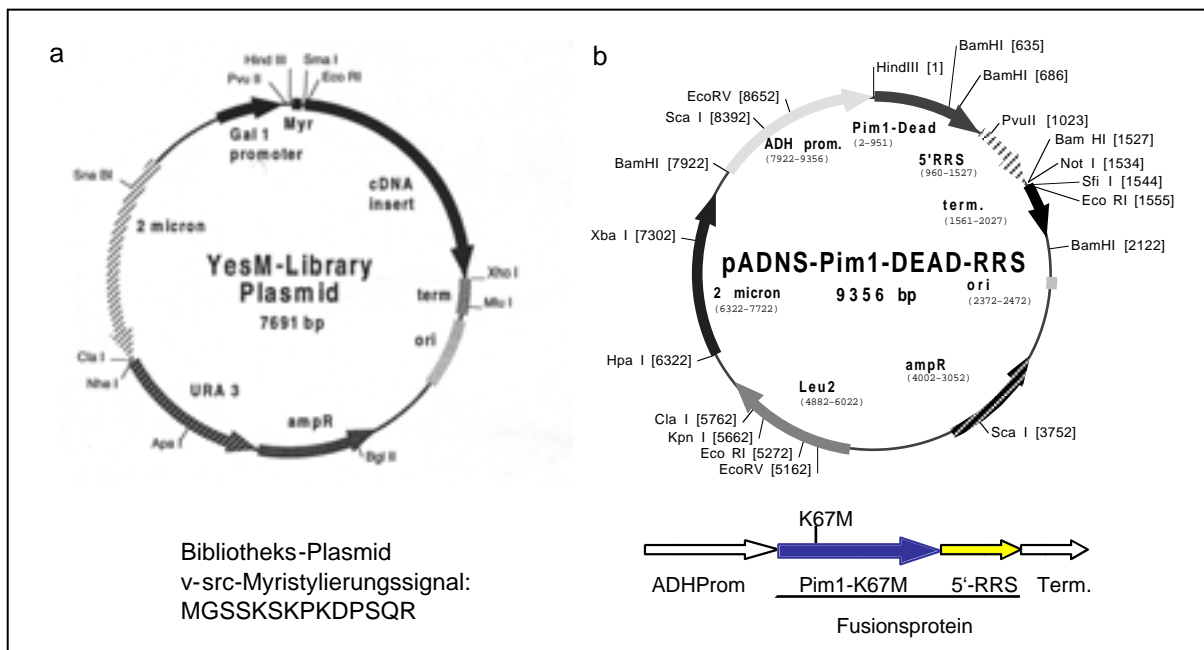 a
Hind III
Sma I
Pvu II
Eco RI
Myr
Gal 1
promoter
cDNA
insert
Sna BI
2 micron
YesM-Library
Plasmid
7691 bp
Xho I
term
Mlu I
ori
Cla I
Nhe I
URA 3
Apa I
ampR
Bgl II
Bibliotheks-Plasmid
v-src-Myristylierungssignal:
MGSSKSKPKDPSQR
b
BamHI [635]
HindIII [1]
BamHI [686]
EcoRV [8652]
Sca I [8392]
PvuII [1023]
Pim1-Dead
(2-951)
ADH prom.
(7922-9356)
Bam HI [1527]
BamHI [7922]
5'RRS
(960-1527)
Not I [1534]
Sfi I [1544]
Eco RI [1555]
term.
(1561-2027)
Xba I [7302]
BamHI [2122]
pADNS-Pim1-DEAD-RRS
2 micron
(6322-7722)
9356 bp
ori
(2372-2472)
Hpa I [6322]
ampR
(4002-3052)
Leu2
(4882-6022)
Cla I [5762]
Kpn I [5662]
Eco RI [5272]
EcoRV [5162]
Sca I [3752]
K67M
ADHProm
Pim1-K67M
5'-RRS
Term.
Fusionsprotein